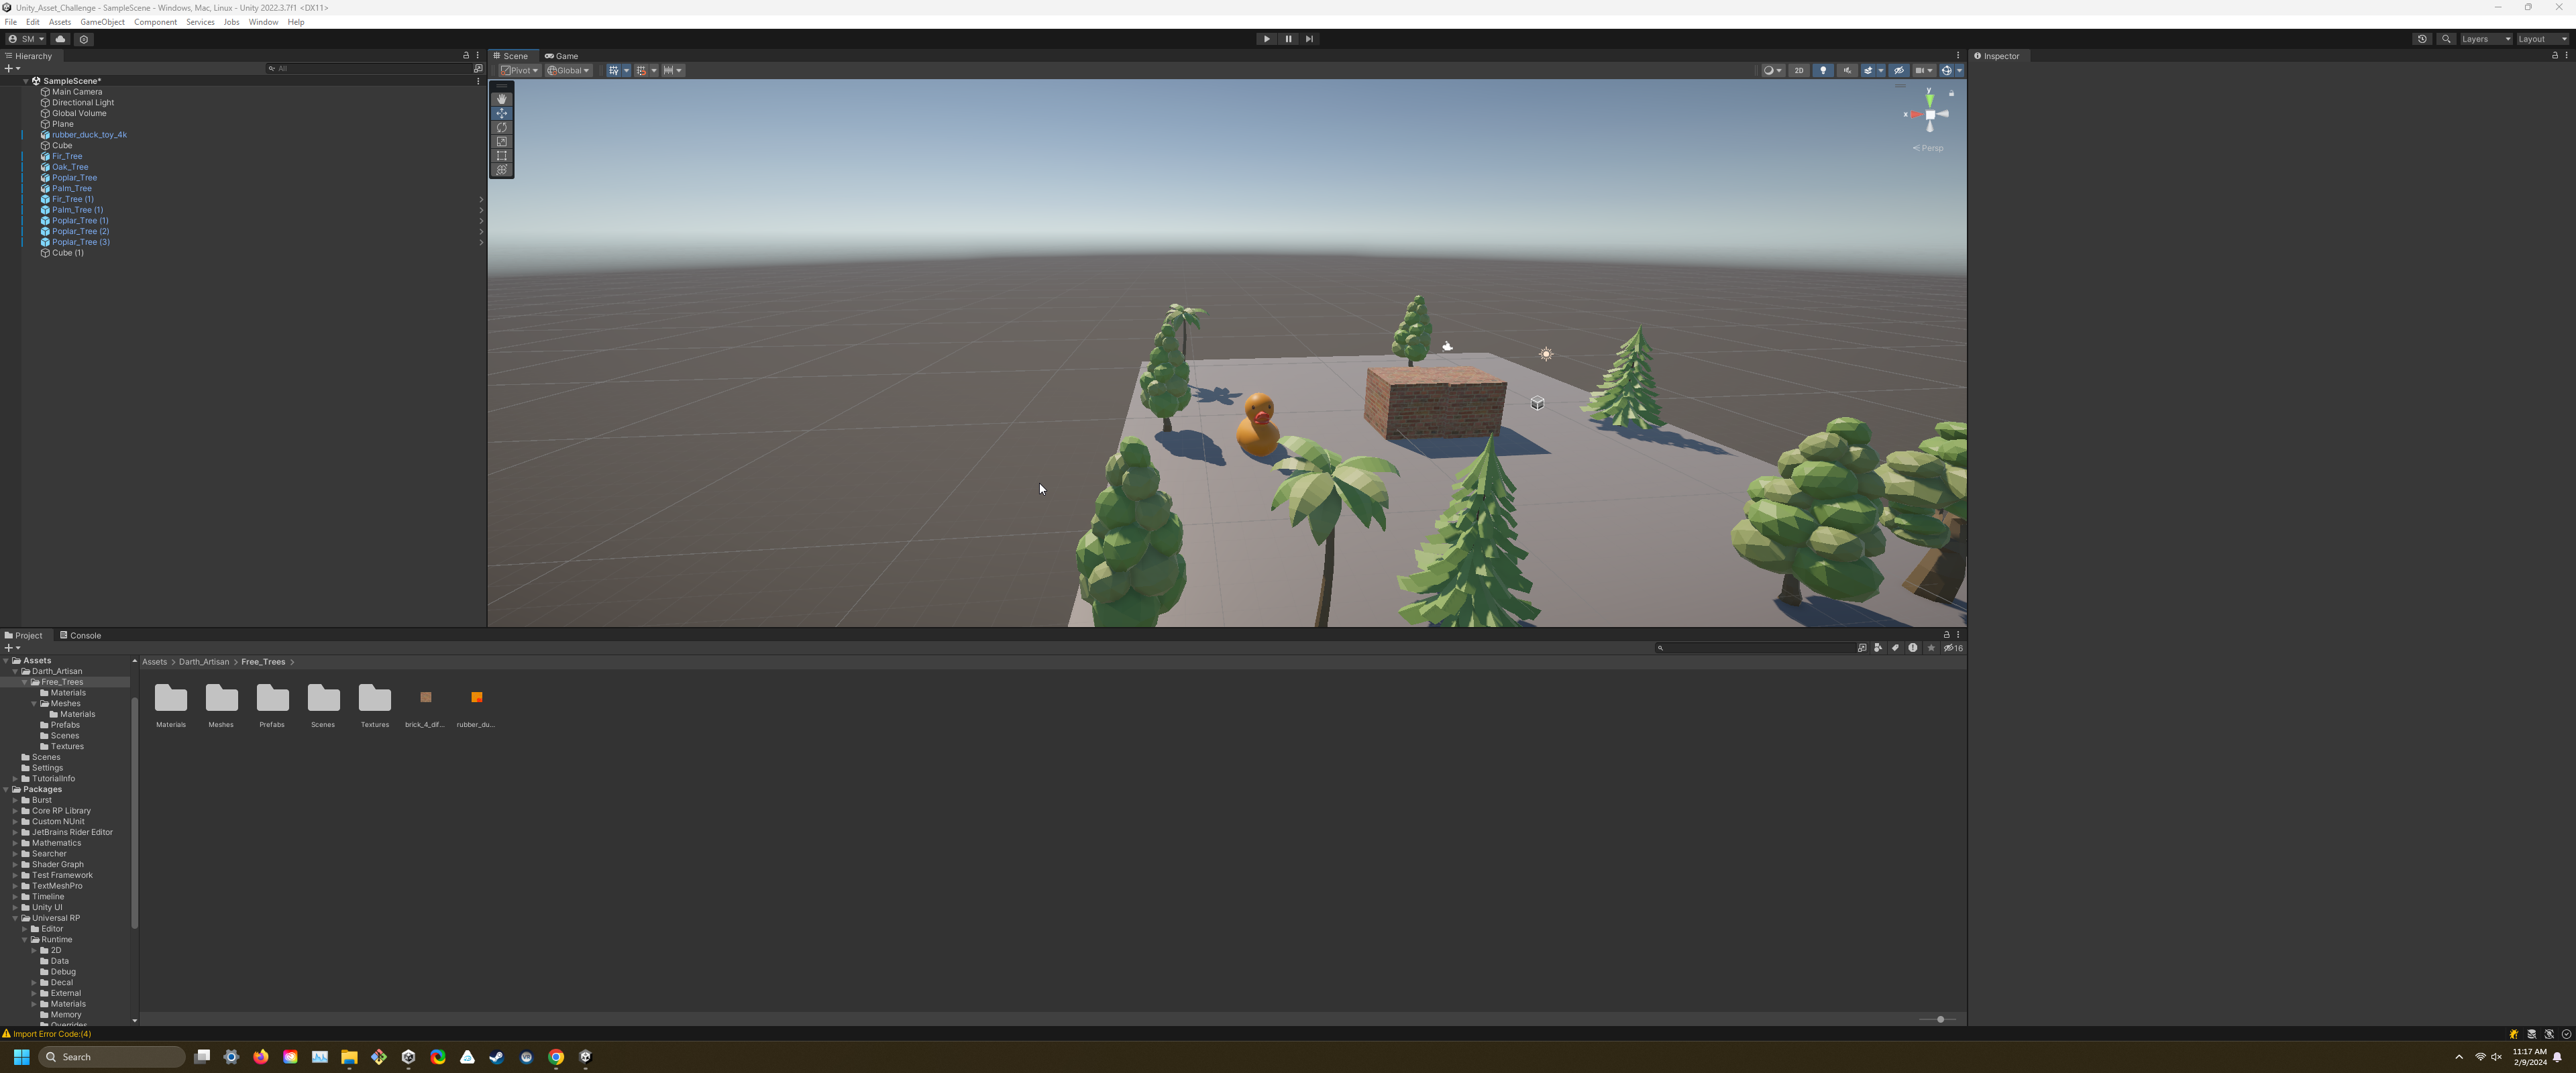 Unity_Asset_Challenge - SampleScene - Windows, Mac, Linux - Unity 2022.3.7f1 <DX11>
File Edit Assets GameObject Component Services Jobs Window Help
SM
Layers
Layout
Hierarchy
All
SampleScene*
Main Camera
Directional Light
Global Volume
Plane
rubber_duck_toy_4k
Cube
Fir_Tree
Oak_Tree
Poplar_Tree
Palm_Tree
Fir_Tree (1)
Palm_Tree (1)
Poplar_Tree (1)
Poplar_Tree (2)
Poplar_Tree (3)
Cube (1)
Scene Game
Pivot Global
2D
y
x
Persp
Inspector
Project Console
16
Assets
Darth_Artisan
Free_Trees
Materials
Meshes
Materials
Prefabs
Scenes
Textures
Scenes
Settings
TutorialInfo
Packages
Burst
Core RP Library
Custom NUnit
JetBrains Rider Editor
Mathematics
Searcher
Shader Graph
Test Framework
TextMeshPro
Timeline
Unity UI
Universal RP
Editor
Runtime
2D
Data
Debug
Decal
External
Materials
Memory
Overrides
Assets > Darth_Artisan > Free_Trees >
Materials Meshes Prefabs Scenes Textures brick_4_dif... rubber_du...
Import Error Code:(4)
Search
11:17 AM
2/9/2024